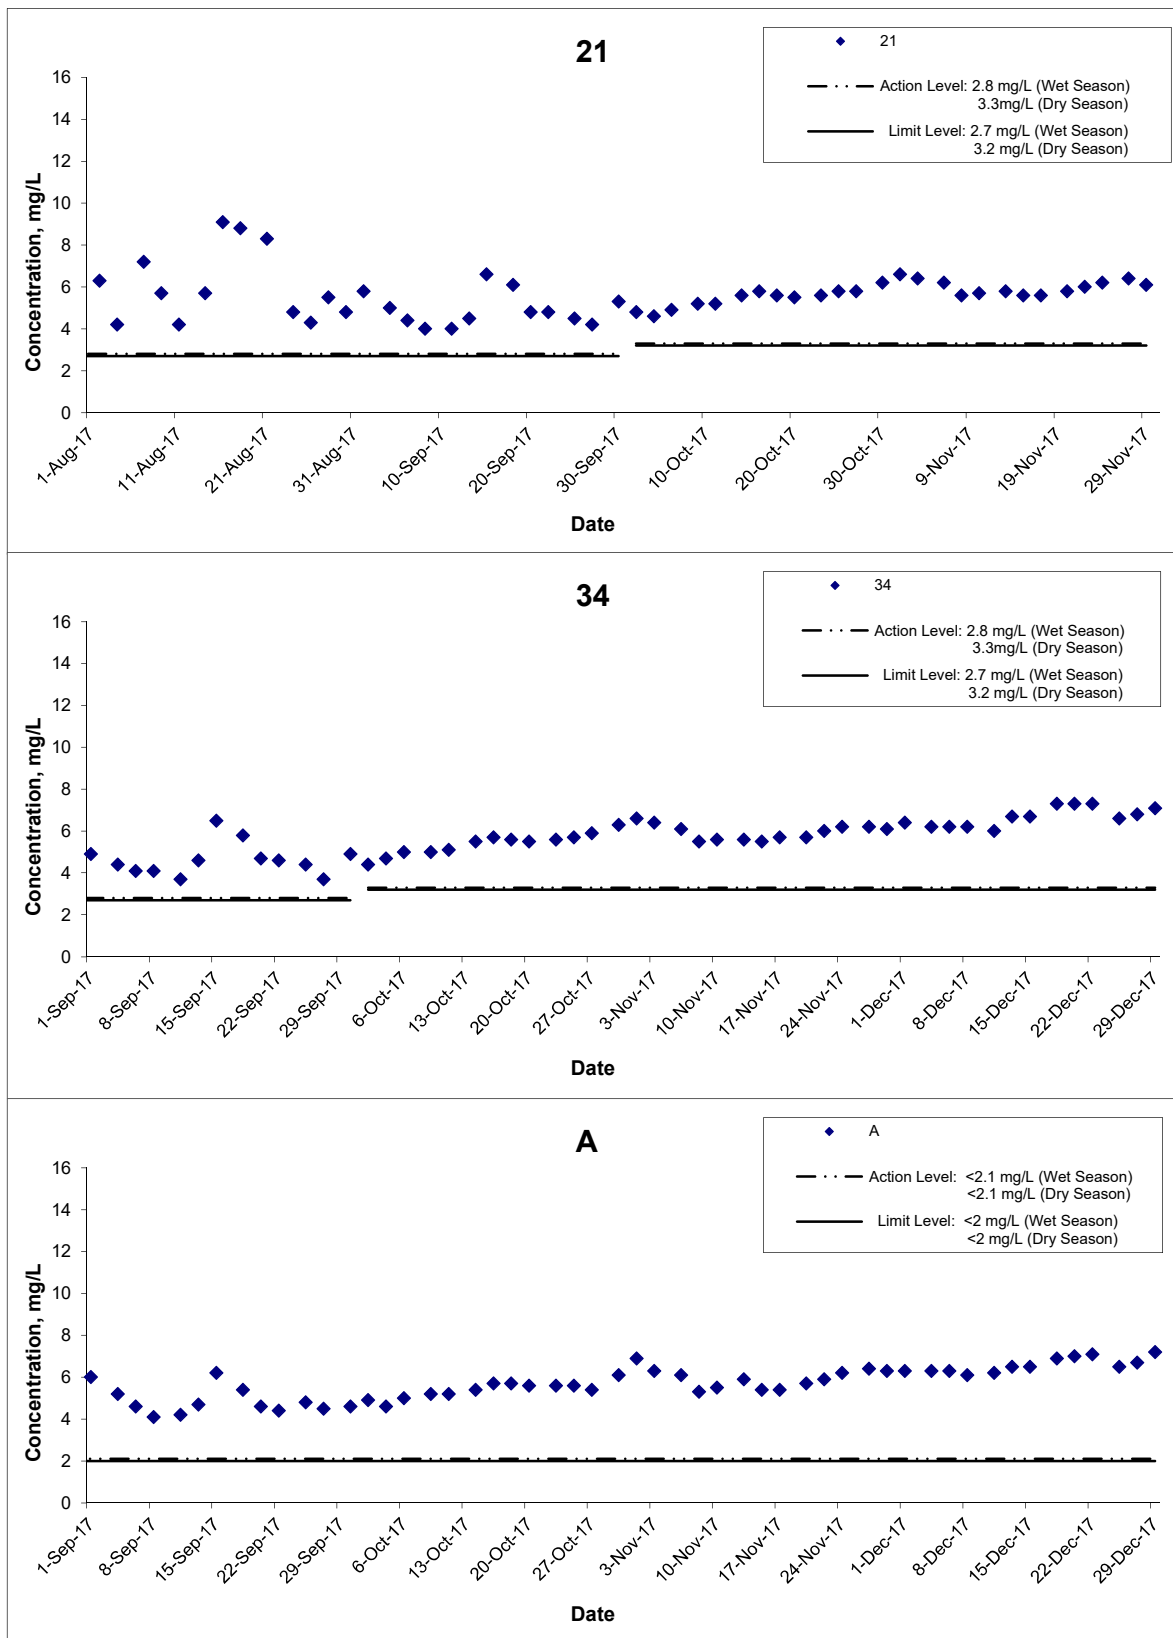 21
21
Action Level: 2.8 mg/L (Wet Season)
3.3mg/L (Dry Season)
Limit Level: 2.7 mg/L (Wet Season)
3.2 mg/L (Dry Season)
Concentration, mg/L
16
14
12
10
8
6
4
2
0
1-Aug-17
11-Aug-17
21-Aug-17
31-Aug-17
10-Sep-17
20-Sep-17
30-Sep-17
10-Oct-17
20-Oct-17
30-Oct-17
9-Nov-17
19-Nov-17
29-Nov-17
Date
34
34
Action Level: 2.8 mg/L (Wet Season)
3.3mg/L (Dry Season)
Limit Level: 2.7 mg/L (Wet Season)
3.2 mg/L (Dry Season)
Concentration, mg/L
16
14
12
10
8
6
4
2
0
1-Sep-17
8-Sep-17
15-Sep-17
22-Sep-17
29-Sep-17
6-Oct-17
13-Oct-17
20-Oct-17
27-Oct-17
3-Nov-17
10-Nov-17
17-Nov-17
24-Nov-17
1-Dec-17
8-Dec-17
15-Dec-17
22-Dec-17
29-Dec-17
Date
A
A
Action Level: <2.1 mg/L (Wet Season)
<2.1 mg/L (Dry Season)
Limit Level: <2 mg/L (Wet Season)
<2 mg/L (Dry Season)
Concentration, mg/L
16
14
12
10
8
6
4
2
0
1-Sep-17
8-Sep-17
15-Sep-17
22-Sep-17
29-Sep-17
6-Oct-17
13-Oct-17
20-Oct-17
27-Oct-17
3-Nov-17
10-Nov-17
17-Nov-17
24-Nov-17
1-Dec-17
8-Dec-17
15-Dec-17
22-Dec-17
29-Dec-17
Date